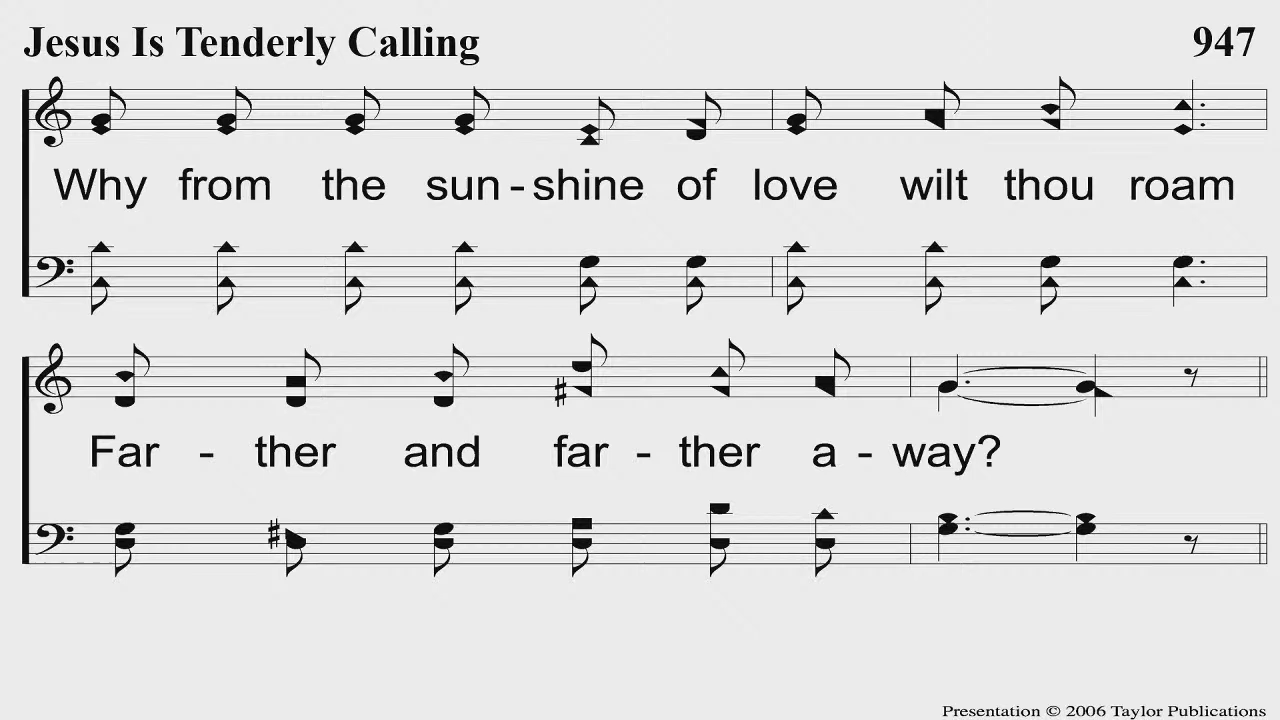 Jesus Is Tenderly Calling 947
Why from the sun - shine of love wilt thou roam
Far - ther and far - ther a - way?
Presentation © 2006 Taylor Publications